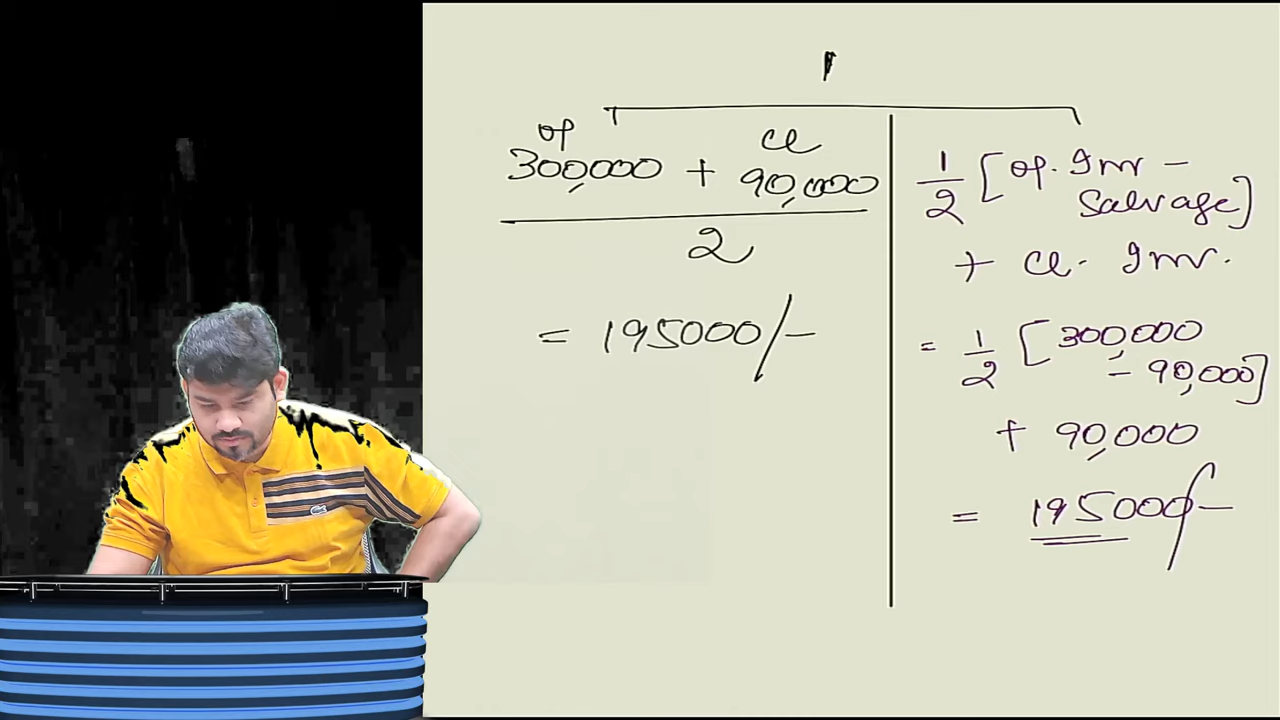 op
cl
300,000 + 90,000
2
= 195000/-
1/2 [op. Inv -
Salvage]
+ cl. Inv.
= 1/2 [300,000
- 90,000]
+ 90,000
= 195000/-